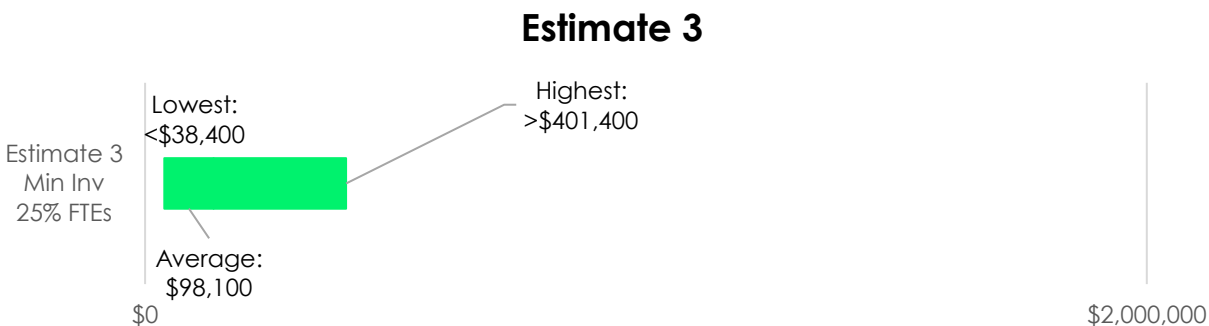 Estimate 3
Lowest:
<$38,400
Highest:
>$401,400
Estimate 3
Min Inv
25% FTEs
Average:
$98,100
$0
$2,000,000